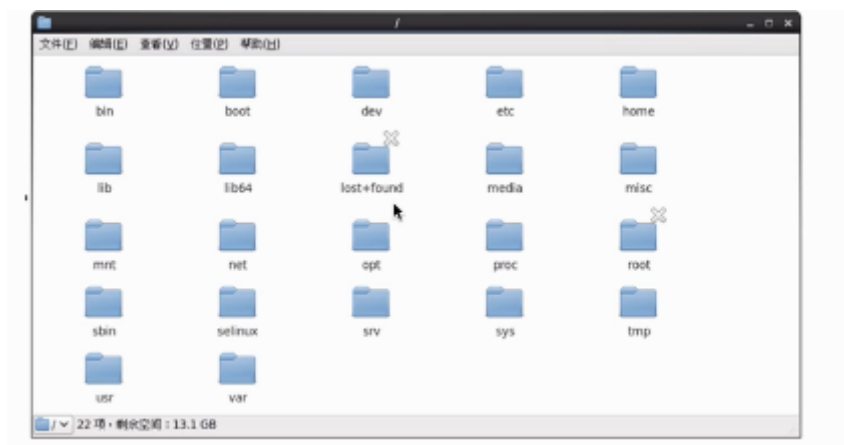 /
文件(F) 编辑(E) 查看(V) 位置(P) 帮助(H)
bin boot dev etc home
lib lib64 lost+found media misc
mnt net opt proc root
sbin selinux srv sys tmp
usr var
/ 22 项，剩余空间：13.1 GB